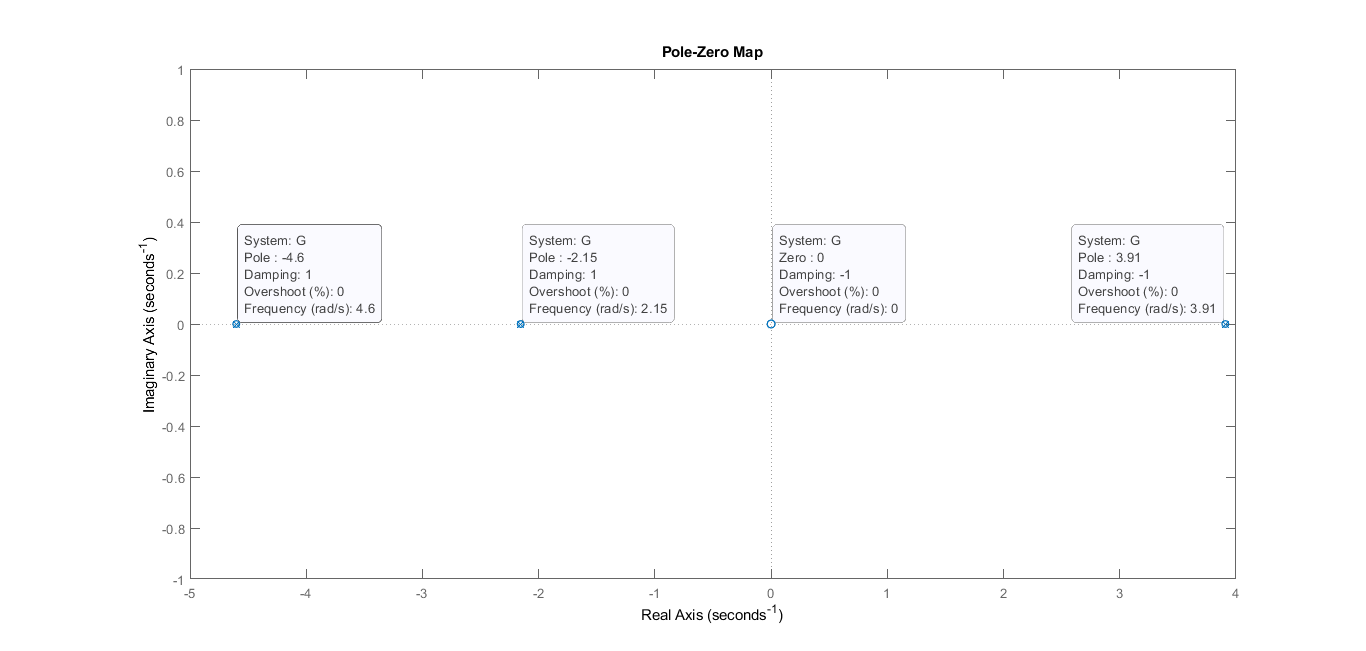 Pole-Zero Map
1
0.8
0.6
0.4
0.2
0
-0.2
-0.4
-0.6
-0.8
-1
Imaginary Axis (seconds⁻¹)
System: G
Pole : -4.6
Damping: 1
Overshoot (%): 0
Frequency (rad/s): 4.6
System: G
Pole : -2.15
Damping: 1
Overshoot (%): 0
Frequency (rad/s): 2.15
System: G
Zero : 0
Damping: -1
Overshoot (%): 0
Frequency (rad/s): 0
System: G
Pole : 3.91
Damping: -1
Overshoot (%): 0
Frequency (rad/s): 3.91
-5 -4 -3 -2 -1 0 1 2 3 4
Real Axis (seconds⁻¹)